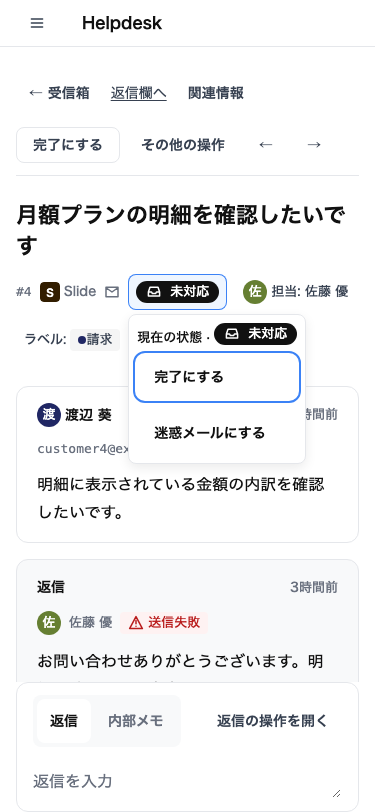 Helpdesk
← 受信箱 返信欄へ 関連情報
完了にする その他の操作 ← →
月額プランの明細を確認したいで
す
#4 S Slide 未対応 佐 担当: 佐藤 優
ラベル: 請求
現在の状態 · 未対応
完了にする
迷惑メールにする
渡 渡辺 葵 時間前
customer4@ex
明細に表示されている金額の内訳を確認
したいです。
返信 3時間前
佐 佐藤 優 送信失敗
お問い合わせありがとうございます。明
返信 内部メモ 返信の操作を開く
返信を入力